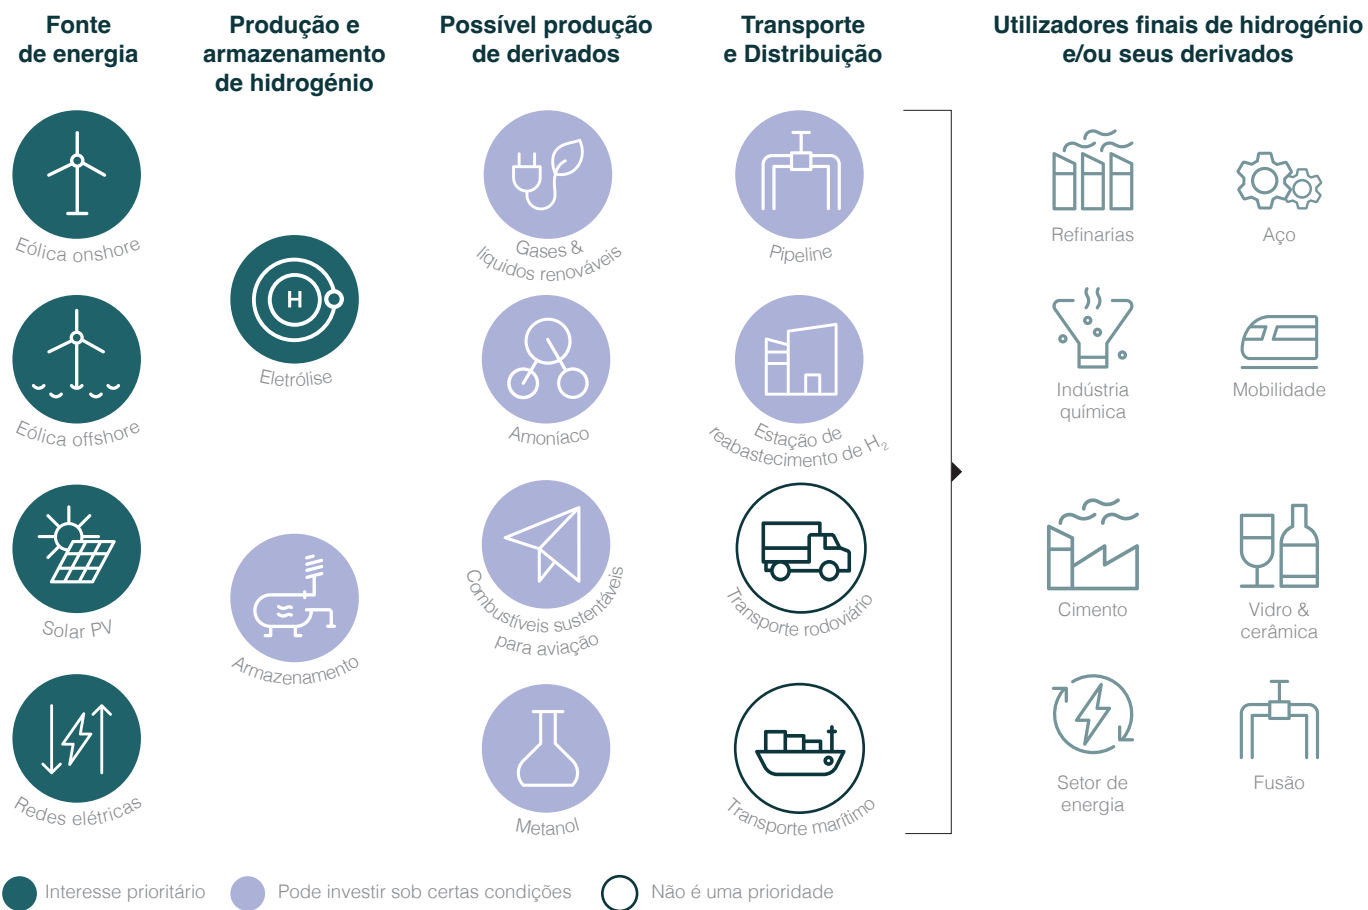 Fonte
de energia
Produção e
armazenamento
de hidrogénio
Possível produção
de derivados
Transporte
e Distribuição
Utilizadores finais de hidrogénio
e/ou seus derivados
Eólica onshore
Eólica offshore
Solar PV
Redes elétricas
H
Eletrólise
Armazenamento
Gases &
líquidos renováveis
Amoníaco
Combustíveis sustentáveis
para aviação
Metanol
Pipeline
Estação de
reabastecimento de H₂
Transporte rodoviário
Transporte marítimo
Refinarias
Aço
Indústria
química
Mobilidade
Cimento
Vidro &
cerâmica
Setor de
energia
Fusão
Interesse prioritário
Pode investir sob certas condições
Não é uma prioridade